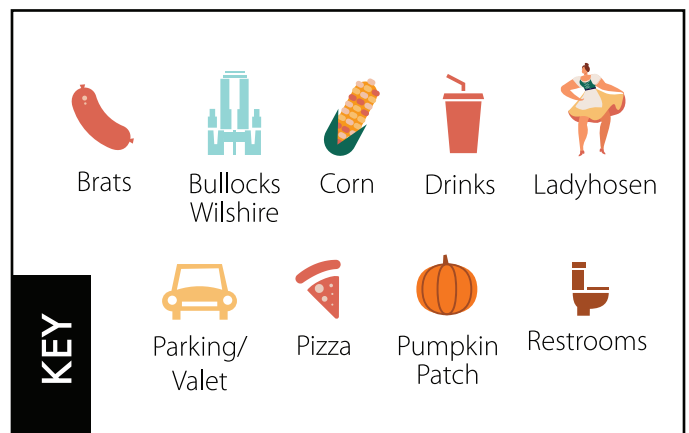 Brats
Bullocks
Wilshire
Corn
Drinks
Ladyhosen
Parking/
Valet
Pizza
Pumpkin
Patch
Restrooms
KEY